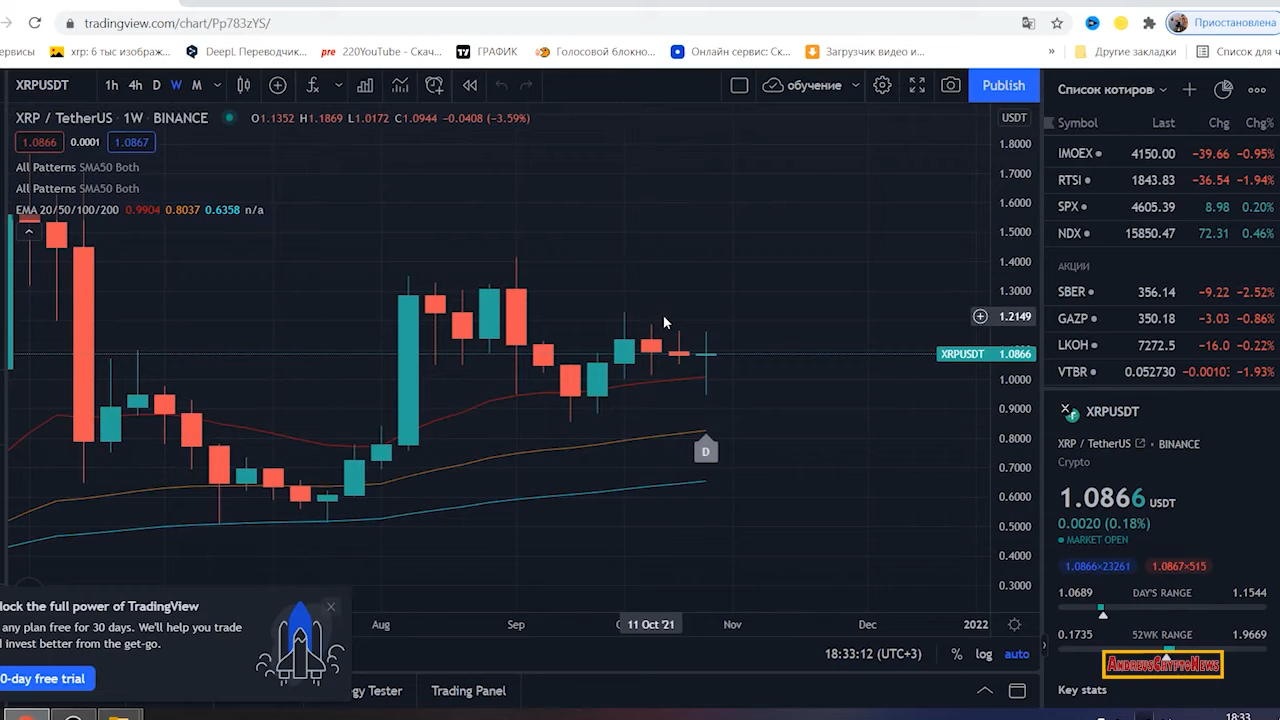 tradingview.com/chart/Pp783zYS/
Приостановлена
ервисы
xrp: 6 тыс изображ...
DeepL Переводчик...
pre 220YouTube - Скач...
ГРАФИК
Голосовой блокно...
Онлайн сервис: Ск...
Загрузчик видео и...
»
Другие закладки
Список для ч
XRPUSDT
1h 4h D W M
обучение
Publish
Список котиров
XRP / TetherUS · 1W · BINANCE
O1.1352 H1.1869 L1.0172 C1.0944 −0.0408 (−3.59%)
USDT
Symbol Last Chg Chg%
1.0866 0.0001 1.0867
1.8000
IMOEX 4150.00 −39.66 −0.95%
All Patterns SMA50 Both
1.7000
RTSI 1843.83 −36.54 −1.94%
All Patterns SMA50 Both
1.6000
SPX 4605.39 8.98 0.20%
EMA 20/50/100/200 0.9904 0.8037 0.6358 n/a
1.5000
NDX 15850.47 72.31 0.46%
1.4000
АКЦИИ
1.3000
SBER 356.14 −9.22 −2.52%
1.2149
GAZP 350.18 −3.03 −0.86%
XRPUSDT 1.0866
LKOH 7272.5 −16.0 −0.22%
1.0000
VTBR 0.052730 −0.00103 −1.93%
0.9000
XRPUSDT
0.8000
XRP / TetherUS · BINANCE
D
Crypto
0.7000
0.6000
1.0866 USDT
0.5000
0.0020 (0.18%)
MARKET OPEN
0.4000
1.0866×23261 1.0867×515
0.3000
1.0689 DAY'S RANGE 1.1544
lock the full power of TradingView
any plan free for 30 days. We'll help you trade
l invest better from the get-go.
0-day free trial
Aug Sep 11 Oct '21 Nov Dec 2022
0.1735 52WK RANGE 1.9669
18:33:12 (UTC+3) % log auto
AndreusCryptoNews
gy Tester Trading Panel
Key stats
18:33